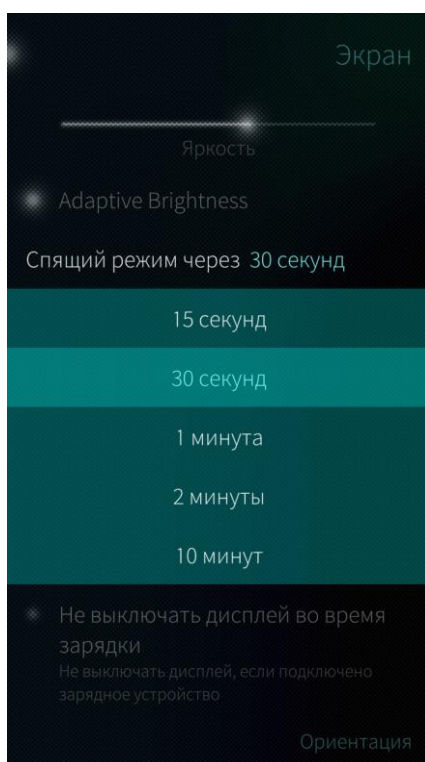 Экран
Яркость
Adaptive Brightness
Спящий режим через 30 секунд
15 секунд
30 секунд
1 минута
2 минуты
10 минут
Не выключать дисплей во время
зарядки
Не выключать дисплей, если подключено
зарядное устройство
Ориентация